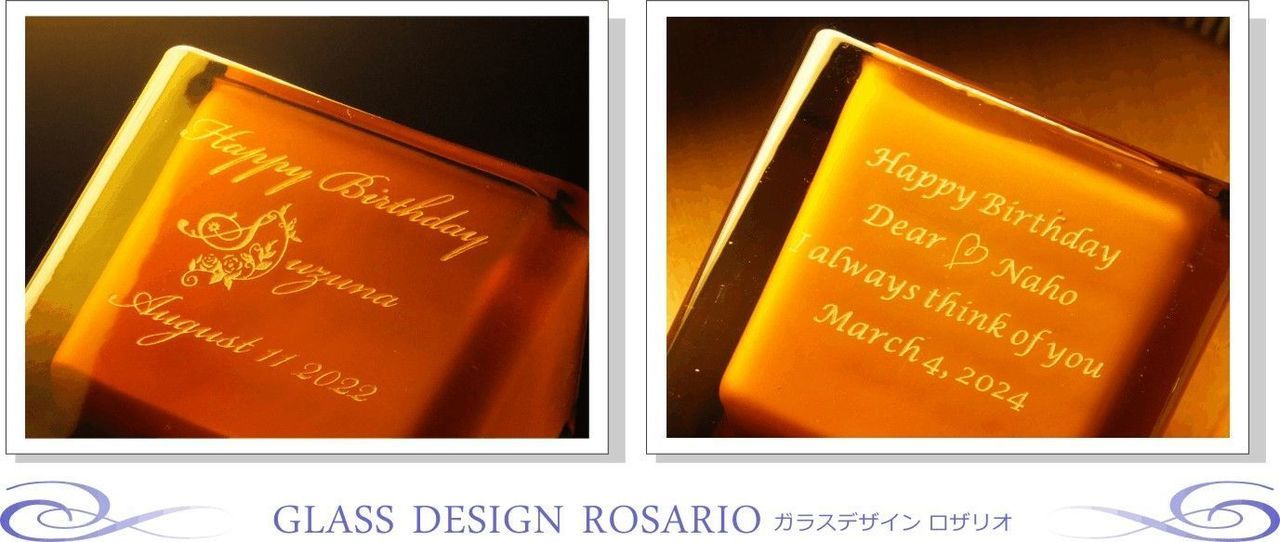 Happy Birthday
Suzuna
August 11 2022
Happy Birthday
Dear Naho
I always think of you
March 4, 2024
GLASS DESIGN ROSARIO ガラスデザイン ロザリオ